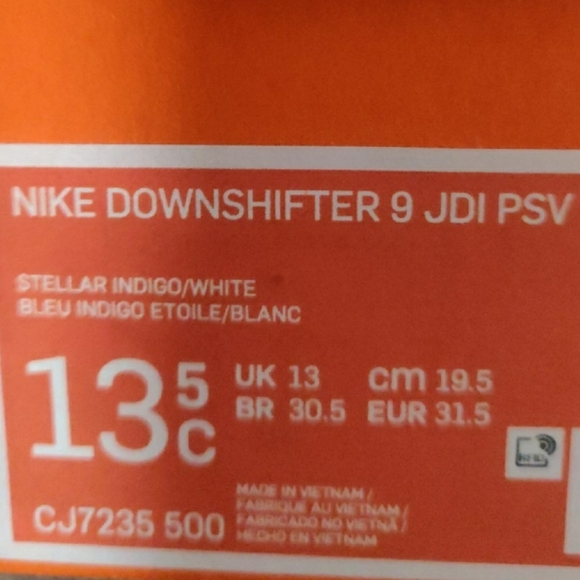 NIKE DOWNSHIFTER 9 JDI PSV
STELLAR INDIGO/WHITE
BLEU INDIGO ETOILE/BLANC
13 5 C
UK 13 cm 19.5
BR 30.5 EUR 31.5
CJ7235 500
MADE IN VIETNAM /
FABRIQUE AU VIETNAM /
FABRICADO NO VIETNÃ /
HECHO EN VIETNAM